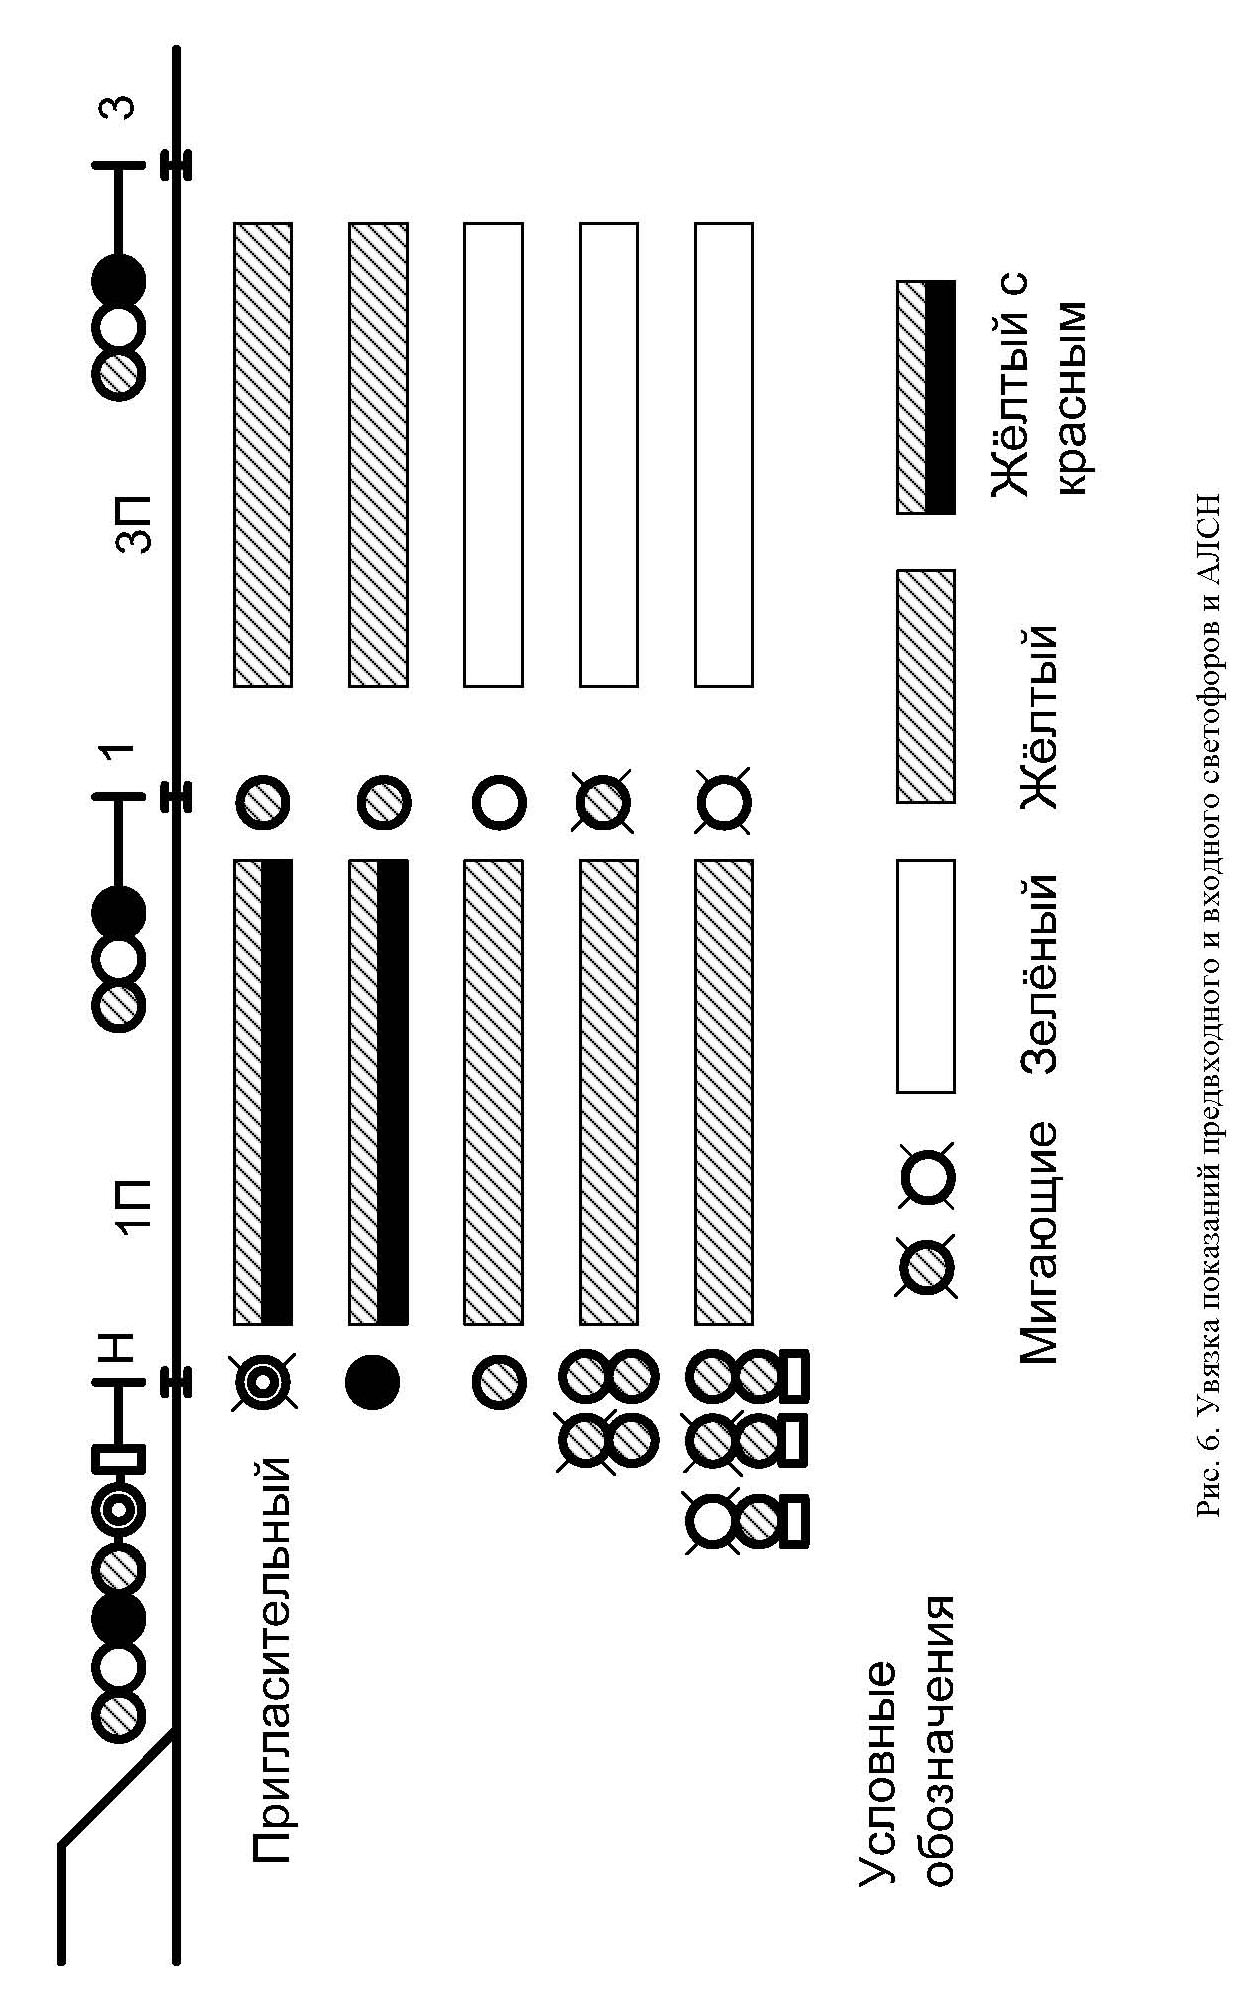 Н
1П
1
3П
3
Пригласительный
Условные
обозначения
Мигающие
Зелёный
Жёлтый
Жёлтый с
красным
Рис. 6. Увязка показаний предвходного и входного светофоров и АЛСН